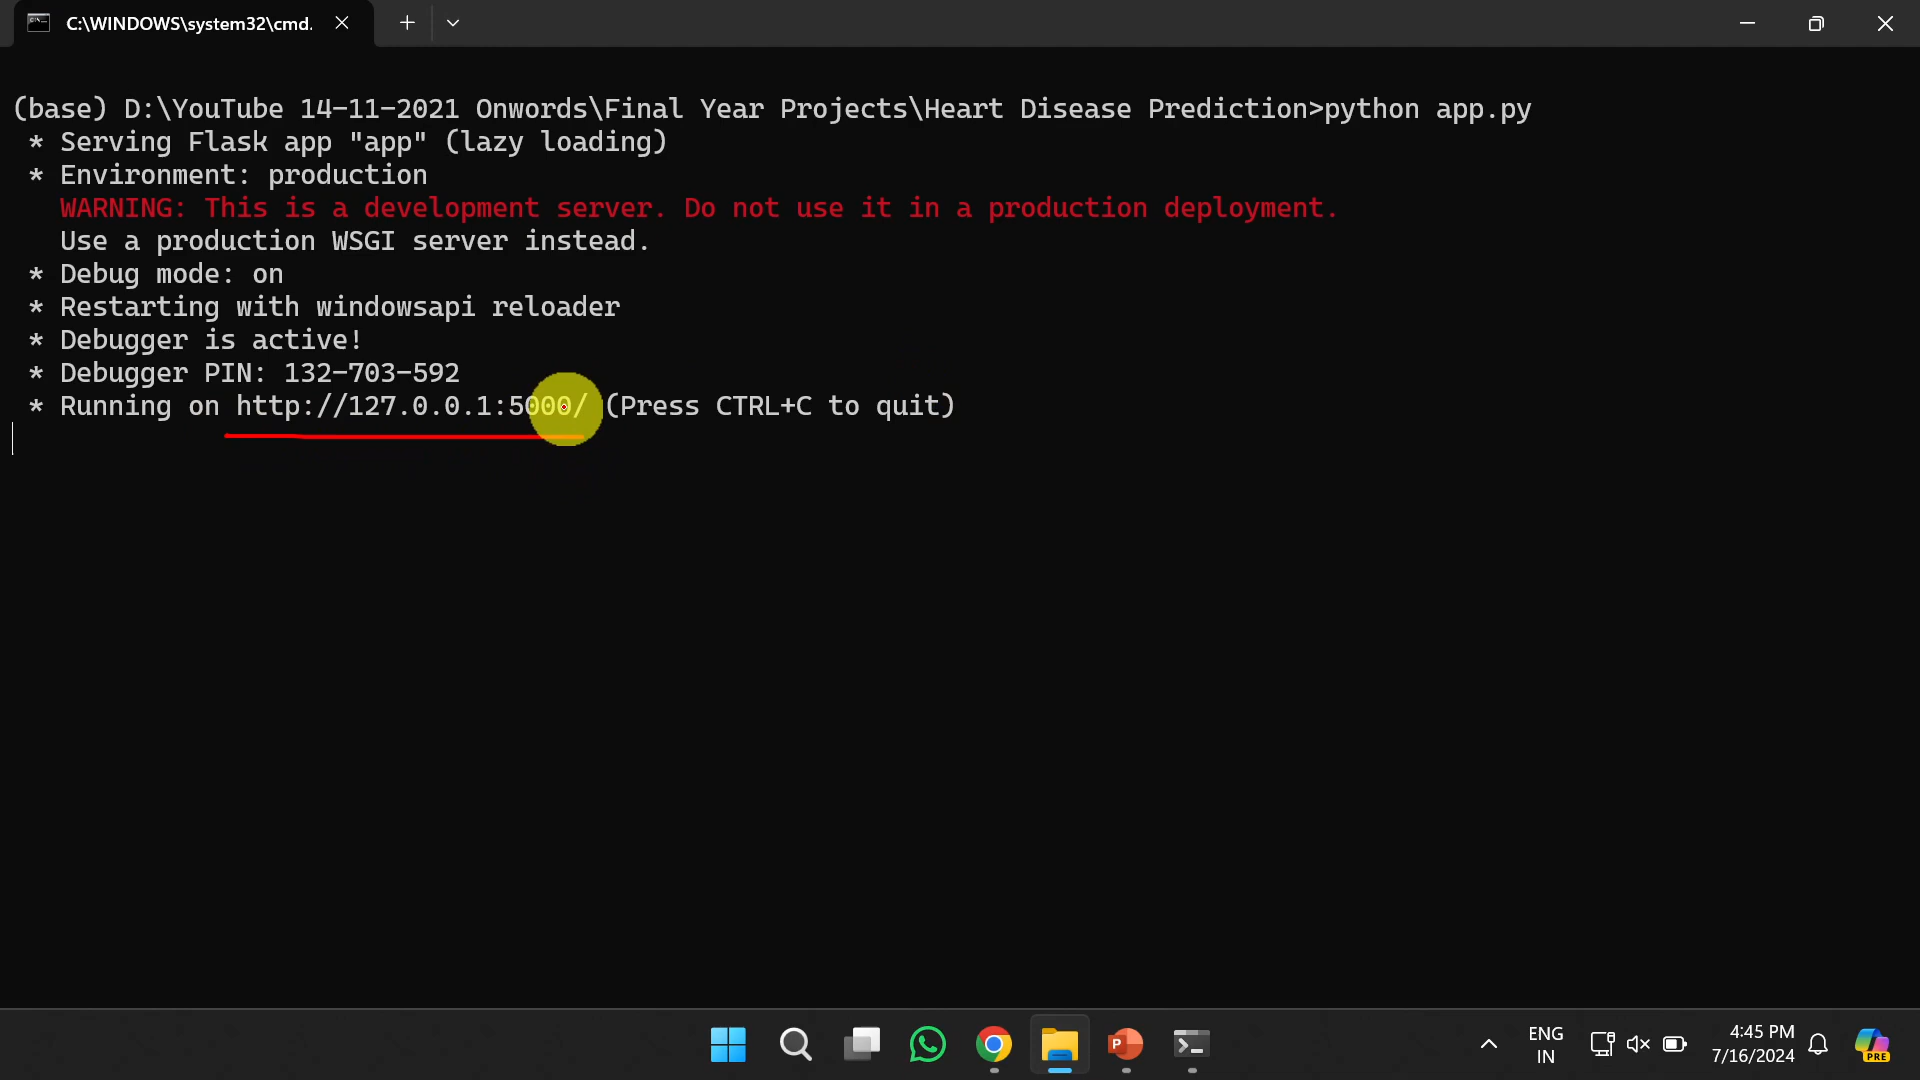 C:\WINDOWS\system32\cmd.
(base) D:\YouTube 14-11-2021 Onwords\Final Year Projects\Heart Disease Prediction>python app.py
* Serving Flask app "app" (lazy loading)
* Environment: production
WARNING: This is a development server. Do not use it in a production deployment.
Use a production WSGI server instead.
* Debug mode: on
* Restarting with windowsapi reloader
* Debugger is active!
* Debugger PIN: 132-703-592
* Running on http://127.0.0.1:5000/ (Press CTRL+C to quit)
P
ENG
IN
4:45 PM
7/16/2024
PRE